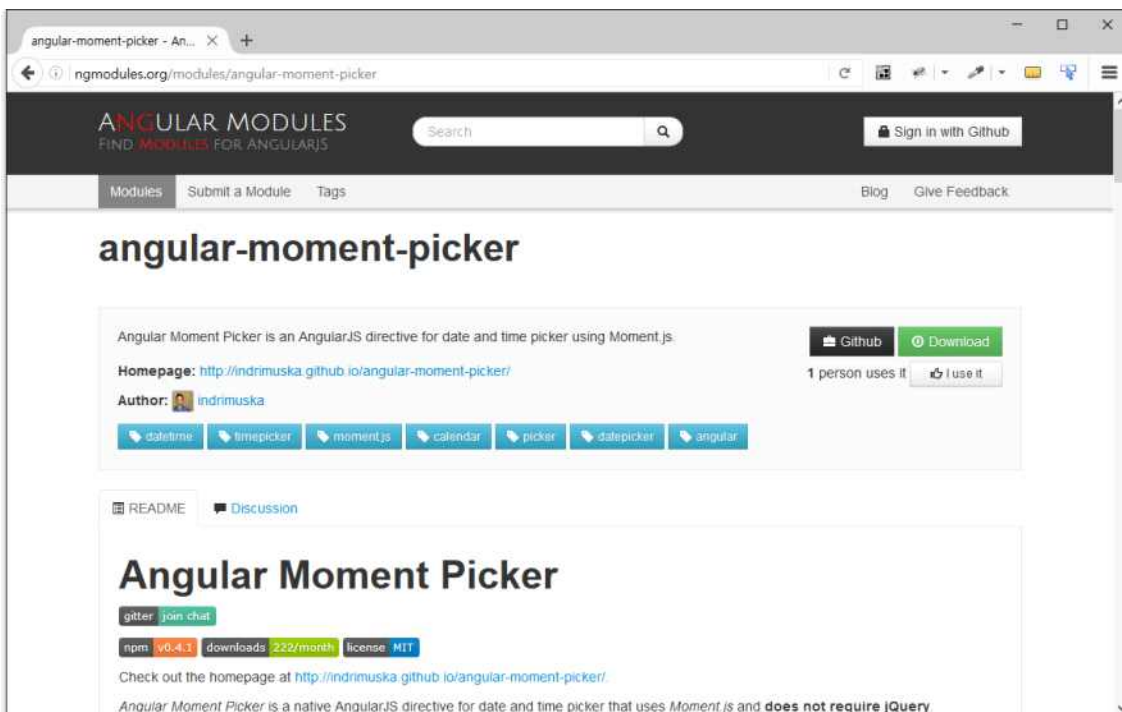 angular-moment-picker - An...
ngmodules.org/modules/angular-moment-picker
ANGULAR MODULES
FIND MODULES FOR ANGULARJS
Search
Sign in with Github
Modules Submit a Module Tags Blog Give Feedback
angular-moment-picker
Angular Moment Picker is an AngularJS directive for date and time picker using Moment.js.
Github Download
Homepage: http://indrimuska.github.io/angular-moment-picker/
1 person uses it I use it
Author: indrimuska
datetime timepicker momentjs calendar picker datepicker angular
README Discussion
Angular Moment Picker
gitter join chat
npm v0.4.1 downloads 222/month license MIT
Check out the homepage at http://indrimuska.github.io/angular-moment-picker/.
Angular Moment Picker is a native AngularJS directive for date and time picker that uses Moment.js and does not require jQuery.